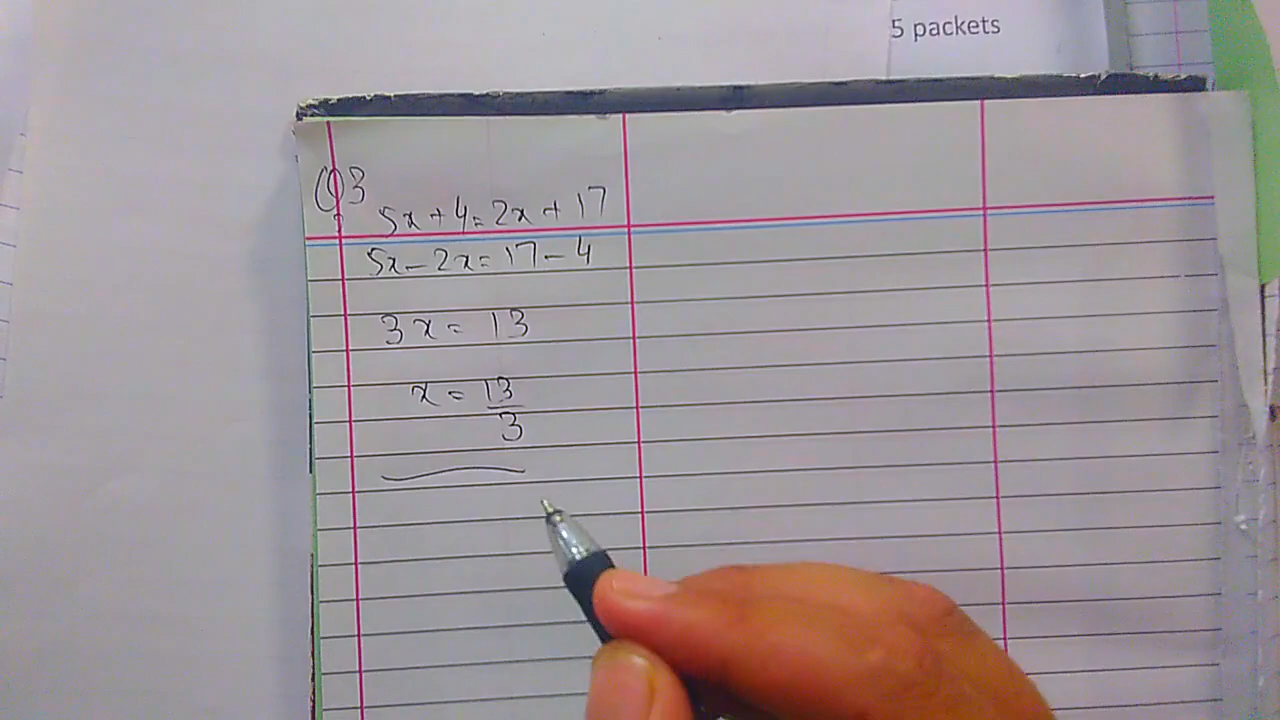 5 packets
Q3
5x + 4 = 2x + 17
5x - 2x = 17 - 4
3x = 13
x = 13/3